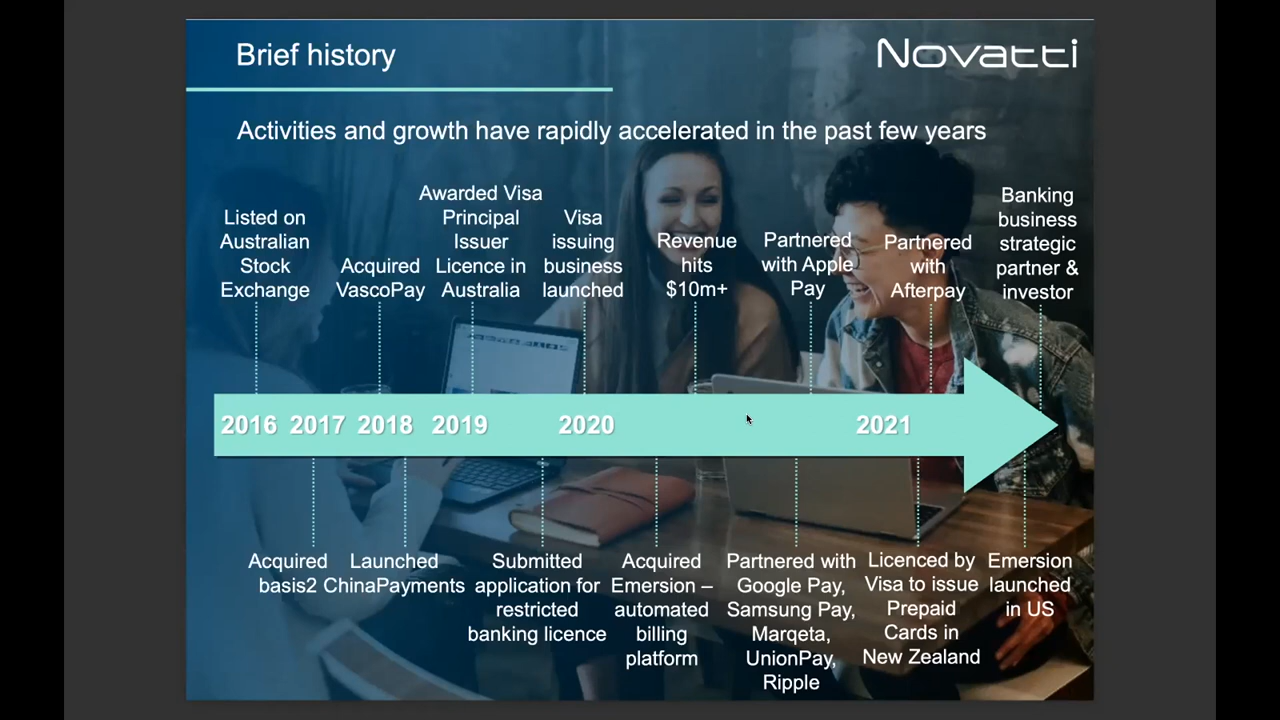 Brief history
Novatti
Activities and growth have rapidly accelerated in the past few years
Listed on
Australian
Stock
Exchange
Acquired
VascoPay
Awarded Visa
Principal
Issuer
Licence in
Australia
Visa
issuing
business
launched
Revenue
hits
$10m+
Partnered
with Apple
Pay
Partnered
with
Afterpay
Banking
business
strategic
partner &
investor
2016 2017 2018 2019 2020 2021
Acquired
basis2
Launched
ChinaPayments
Submitted
application for
restricted
banking licence
Acquired
Emersion –
automated
billing
platform
Partnered with
Google Pay,
Samsung Pay,
Marqeta,
UnionPay,
Ripple
Licenced by
Visa to issue
Prepaid
Cards in
New Zealand
Emersion
launched
in US